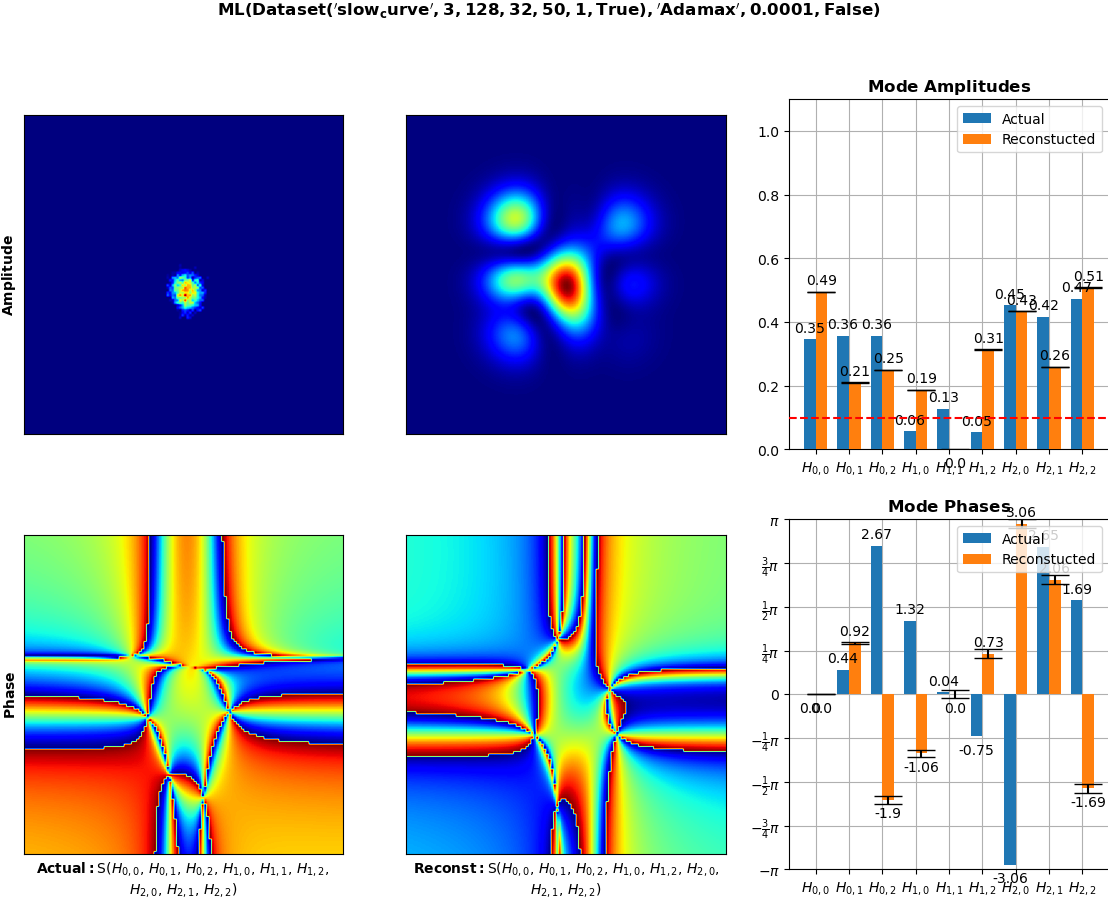 ML(Dataset('slow_curve', 3, 128, 32, 50, 1, True), 'Adamax', 0.0001, False)
Mode Amplitudes
Actual
Reconstucted
1.0
0.8
0.6
0.4
0.2
0.0
0.35
0.49
0.36
0.21
0.36
0.25
0.06
0.19
0.13
0.0
0.05
0.31
0.45
0.43
0.42
0.26
0.47
0.51
H0,0 H0,1 H0,2 H1,0 H1,1 H1,2 H2,0 H2,1 H2,2
Amplitude
Mode Phases
Actual
Reconstucted
π
3/4π
1/2π
1/4π
0
−1/4π
−1/2π
−3/4π
−π
0.0
0.0
0.44
0.92
2.67
-1.9
1.32
-1.06
0.04
0.0
-0.75
0.73
-3.06
3.06
1.69
-1.69
H0,0 H0,1 H0,2 H1,0 H1,1 H1,2 H2,0 H2,1 H2,2
Phase
Actual: S(H0,0, H0,1, H0,2, H1,0, H1,1, H1,2,
H2,0, H2,1, H2,2)
Reconst: S(H0,0, H0,1, H0,2, H1,0, H1,2, H2,0,
H2,1, H2,2)